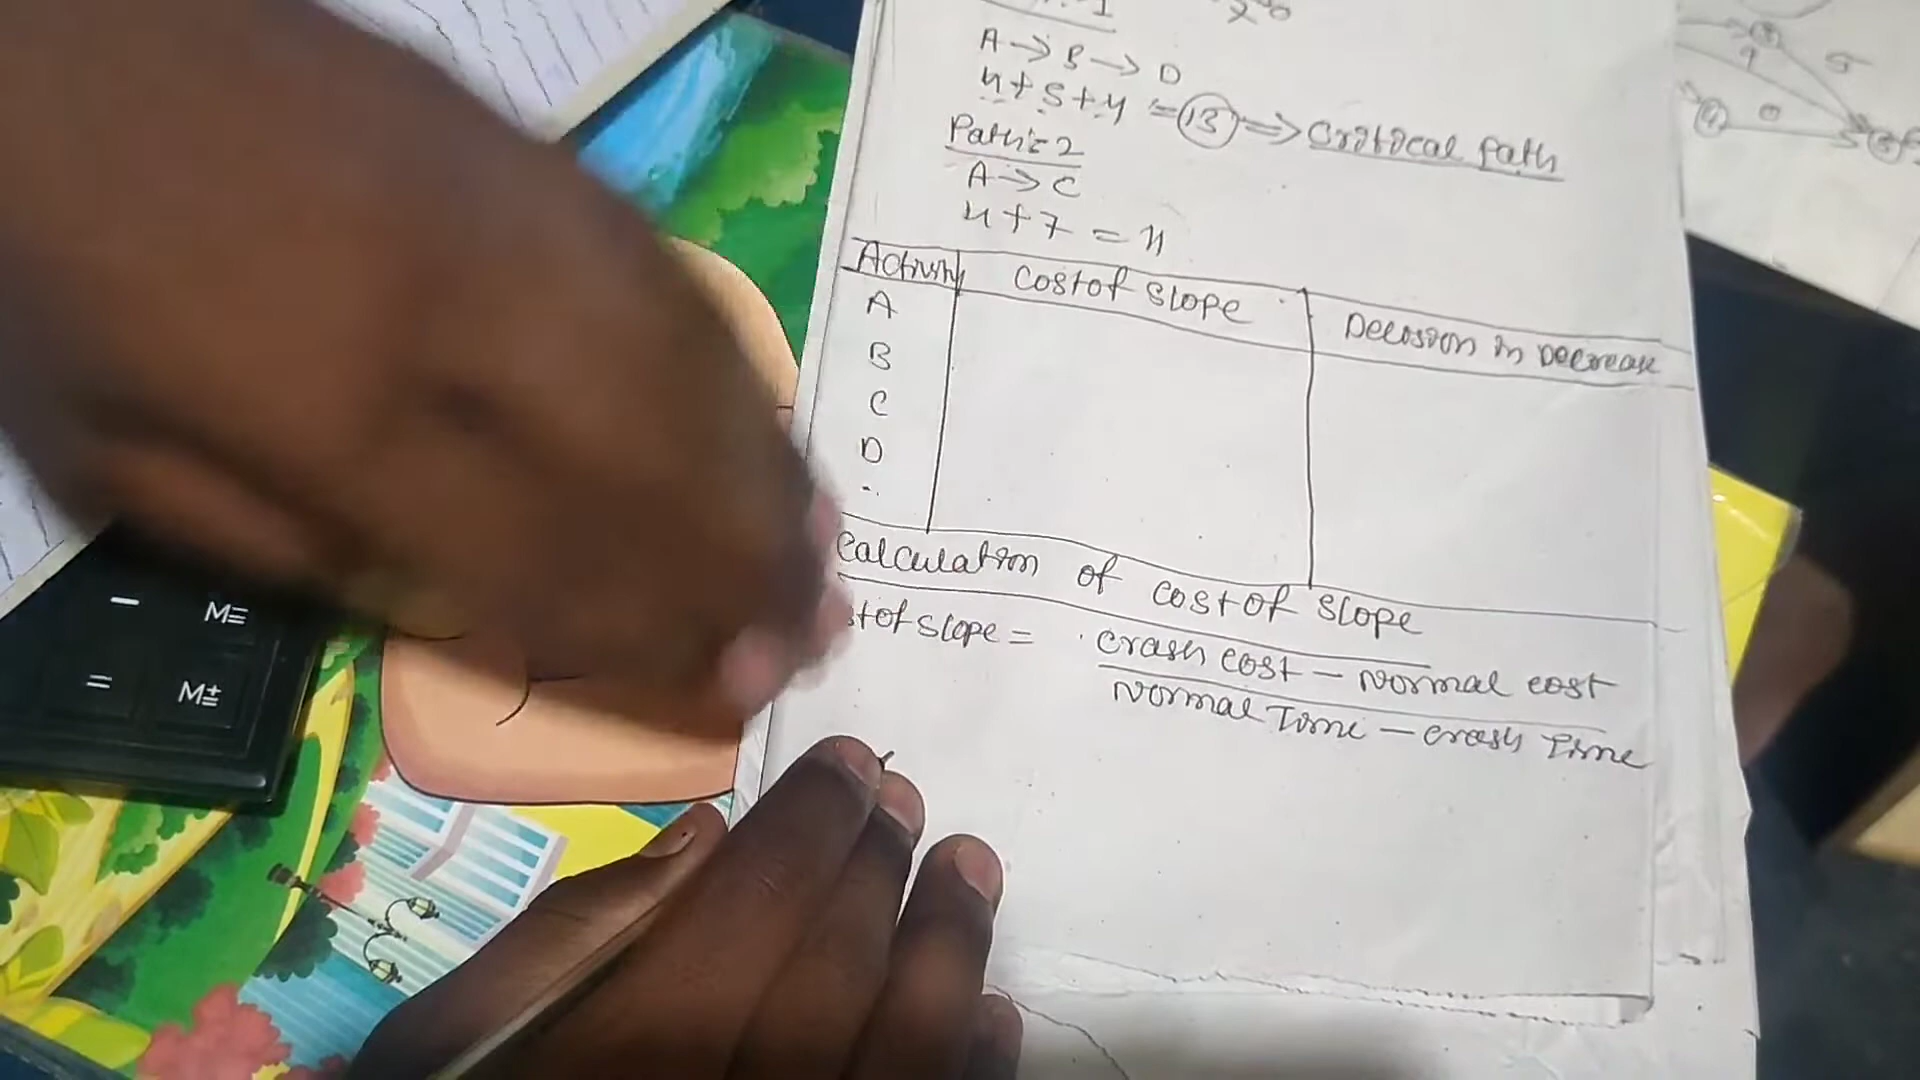 A → B → D
4+5+4 = 13 ⇒ Critical path
Path:- 2
A → C
4+7 = 11
Activity
Cost of slope
Decision in Decrease
A
B
C
D
Calculation of cost of slope
st of slope =
crash cost - Normal cost
Normal Time - crash Time
- M=
= M±